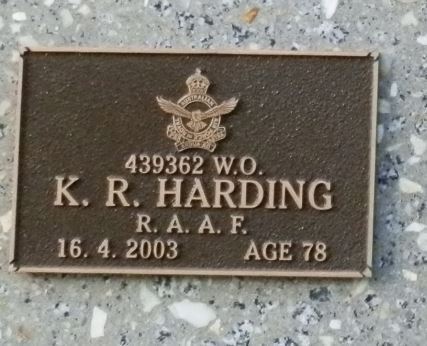 439362 W.O.
K. R. HARDING
R. A. A. F.
16. 4. 2003 AGE 78